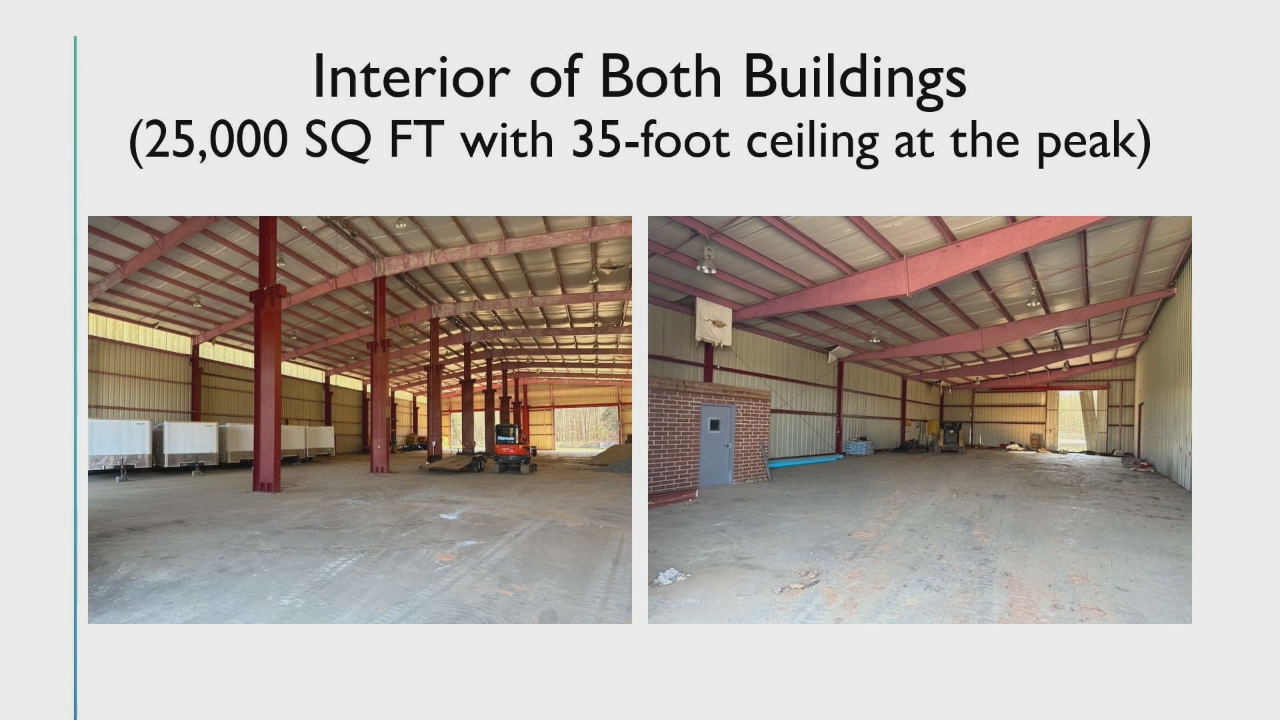 Interior of Both Buildings
(25,000 SQ FT with 35-foot ceiling at the peak)